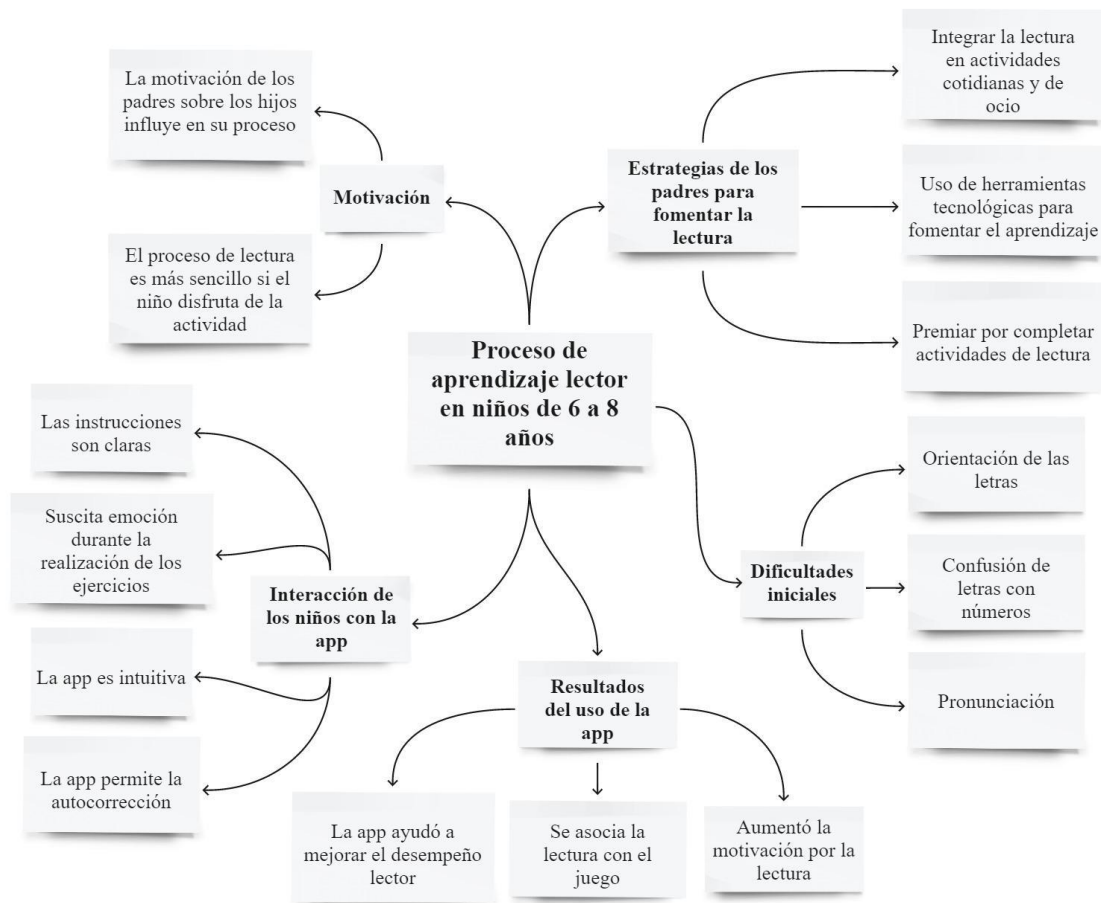 La motivación de los
padres sobre los hijos
influye en su proceso
Motivación
El proceso de lectura
es más sencillo si el
niño disfruta de la
actividad
Integrar la lectura
en actividades
cotidianas y de
ocio
Estrategias de los
padres para
fomentar la
lectura
Uso de herramientas
tecnológicas para
fomentar el aprendizaje
Premiar por completar
actividades de lectura
Proceso de
aprendizaje lector
en niños de 6 a 8
años
Las instrucciones
son claras
Suscita emoción
durante la
realización de los
ejercicios
Interacción de
los niños con la
app
La app es intuitiva
La app permite la
autocorrección
Orientación de las
letras
Dificultades
iniciales
Confusión de
letras con
números
Pronunciación
Resultados
del uso de la
app
La app ayudó a
mejorar el desempeño
lector
Se asocia la
lectura con el
juego
Aumentó la
motivación por la
lectura